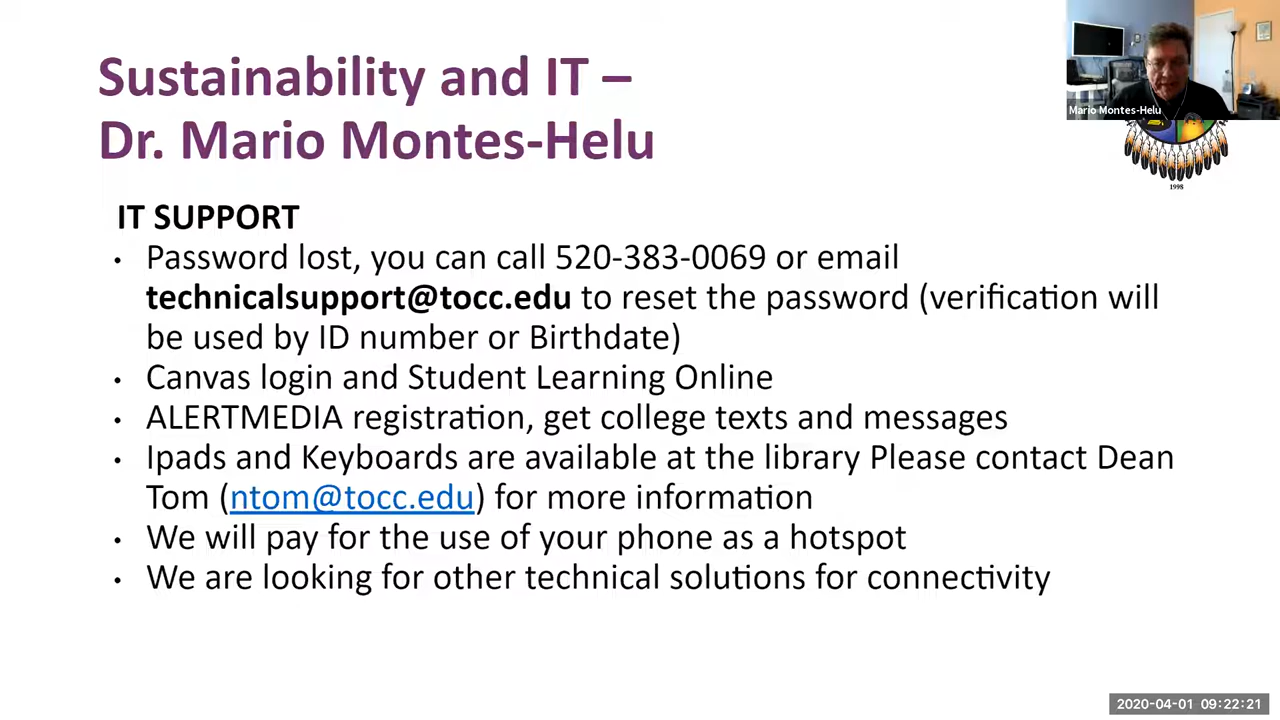 Sustainability and IT –
Dr. Mario Montes-Helu
Mario Montes-Helu
1998
IT SUPPORT
• Password lost, you can call 520-383-0069 or email
technicalsupport@tocc.edu to reset the password (verification will
be used by ID number or Birthdate)
• Canvas login and Student Learning Online
• ALERTMEDIA registration, get college texts and messages
• Ipads and Keyboards are available at the library Please contact Dean
Tom (ntom@tocc.edu) for more information
• We will pay for the use of your phone as a hotspot
• We are looking for other technical solutions for connectivity
2020-04-01 09:22:21